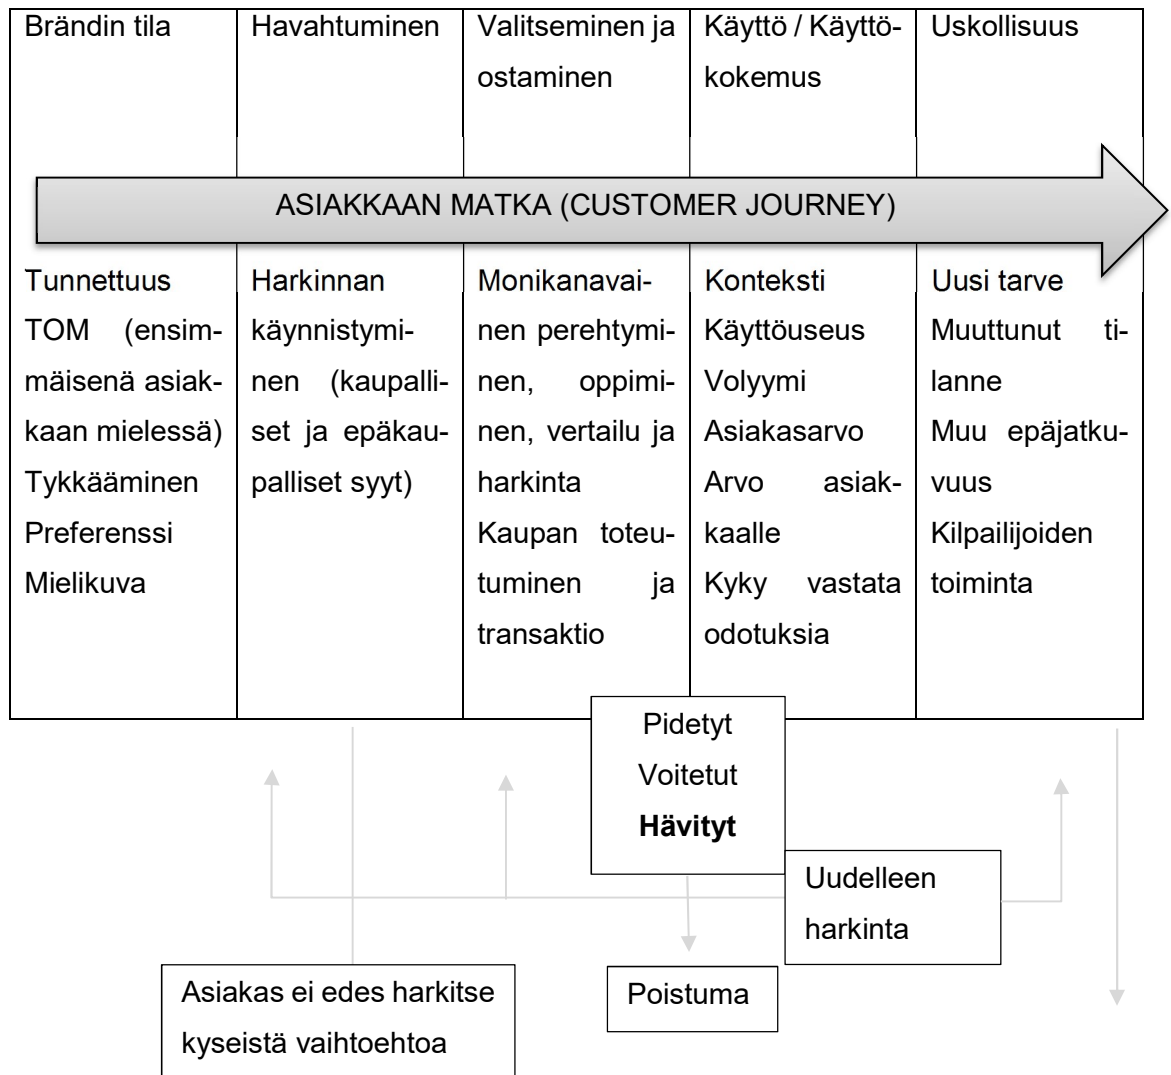 Brändin tila
Havahtuminen
Valitseminen ja
ostaminen
Käyttö / Käyttö-
kokemus
Uskollisuus
ASIAKKAAN MATKA (CUSTOMER JOURNEY)
Tunnettuus
TOM (ensim-
mäisenä asiak-
kaan mielessä)
Tykkääminen
Preferenssi
Mielikuva
Harkinnan
käynnistymi-
nen (kaupalli-
set ja epäkau-
palliset syyt)
Monikanavai-
nen perehtymi-
nen, oppimi-
nen, vertailu ja
harkinta
Kaupan toteu-
tuminen ja
transaktio
Konteksti
Käyttöuseus
Volyymi
Asiakasarvo
Arvo asiak-
kaalle
Kyky vastata
odotuksia
Uusi tarve
Muuttunut ti-
lanne
Muu epäjatku-
vuus
Kilpailijoiden
toiminta
Pidetyt
Voitetut
Hävityt
Uudelleen
harkinta
Asiakas ei edes harkitse
kyseistä vaihtoehtoa
Poistuma